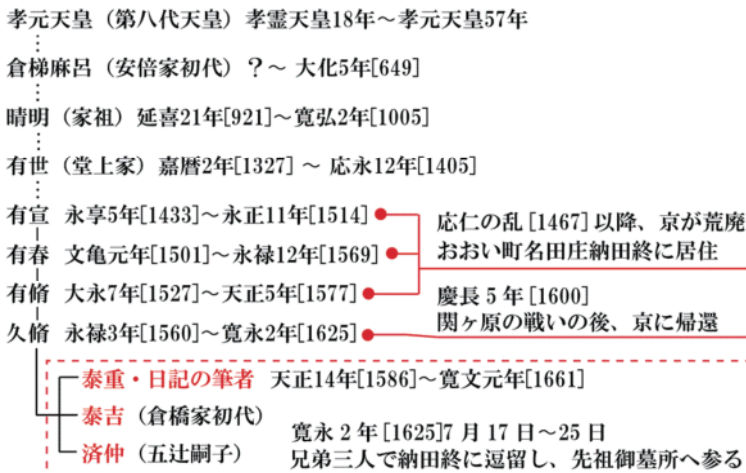 孝元天皇（第八代天皇）孝霊天皇18年～孝元天皇57年
倉梯麻呂（安倍家初代）？～ 大化5年[649]
晴明（家祖）延喜21年[921]～寛弘2年[1005]
有世（堂上家）嘉暦2年[1327] ～ 応永12年[1405]
有宣 永享5年[1433]～永正11年[1514]
有春 文亀元年[1501]～永禄12年[1569]
有脩 大永7年[1527]～天正5年[1577]
応仁の乱[1467]以降、京が荒廃
おおい町名田庄納田終に居住
久脩 永禄3年[1560]～寛永2年[1625]
慶長5年[1600]
関ヶ原の戦いの後、京に帰還
泰重・日記の筆者 天正14年[1586]～寛文元年[1661]
泰吉（倉橋家初代）
済仲（五辻嗣子）
寛永2年[1625]7月17日～25日
兄弟三人で納田終に逗留し、先祖御墓所へ参る